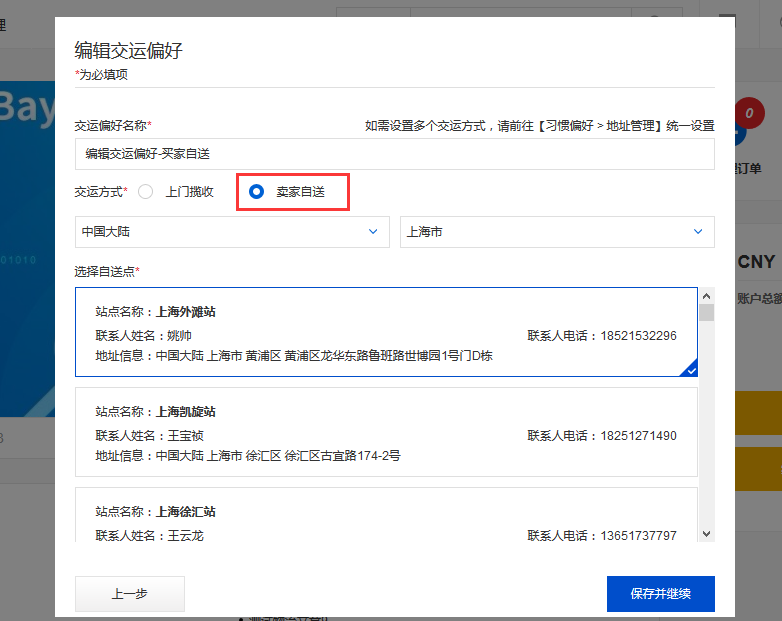 理
Bay
01010
编辑交运偏好
*为必填项
交运偏好名称*
如需设置多个交运方式，请前往【习惯偏好 > 地址管理】统一设置
编辑交运偏好-买家自送
交运方式* 上门揽收 卖家自送
中国大陆 上海市
选择自送点*
站点名称：上海外滩站
联系人姓名：姚帅 联系人电话：18521532296
地址信息：中国大陆 上海市 黄浦区 黄浦区龙华东路鲁班路世博园1号门D栋
站点名称：上海凯旋站
联系人姓名：王宝祯 联系人电话：18251271490
地址信息：中国大陆 上海市 徐汇区 徐汇区古宜路174-2号
站点名称：上海徐汇站
联系人姓名：王云龙 联系人电话：13651737797
上一步 保存并继续
0
订单
CNY
账户总额